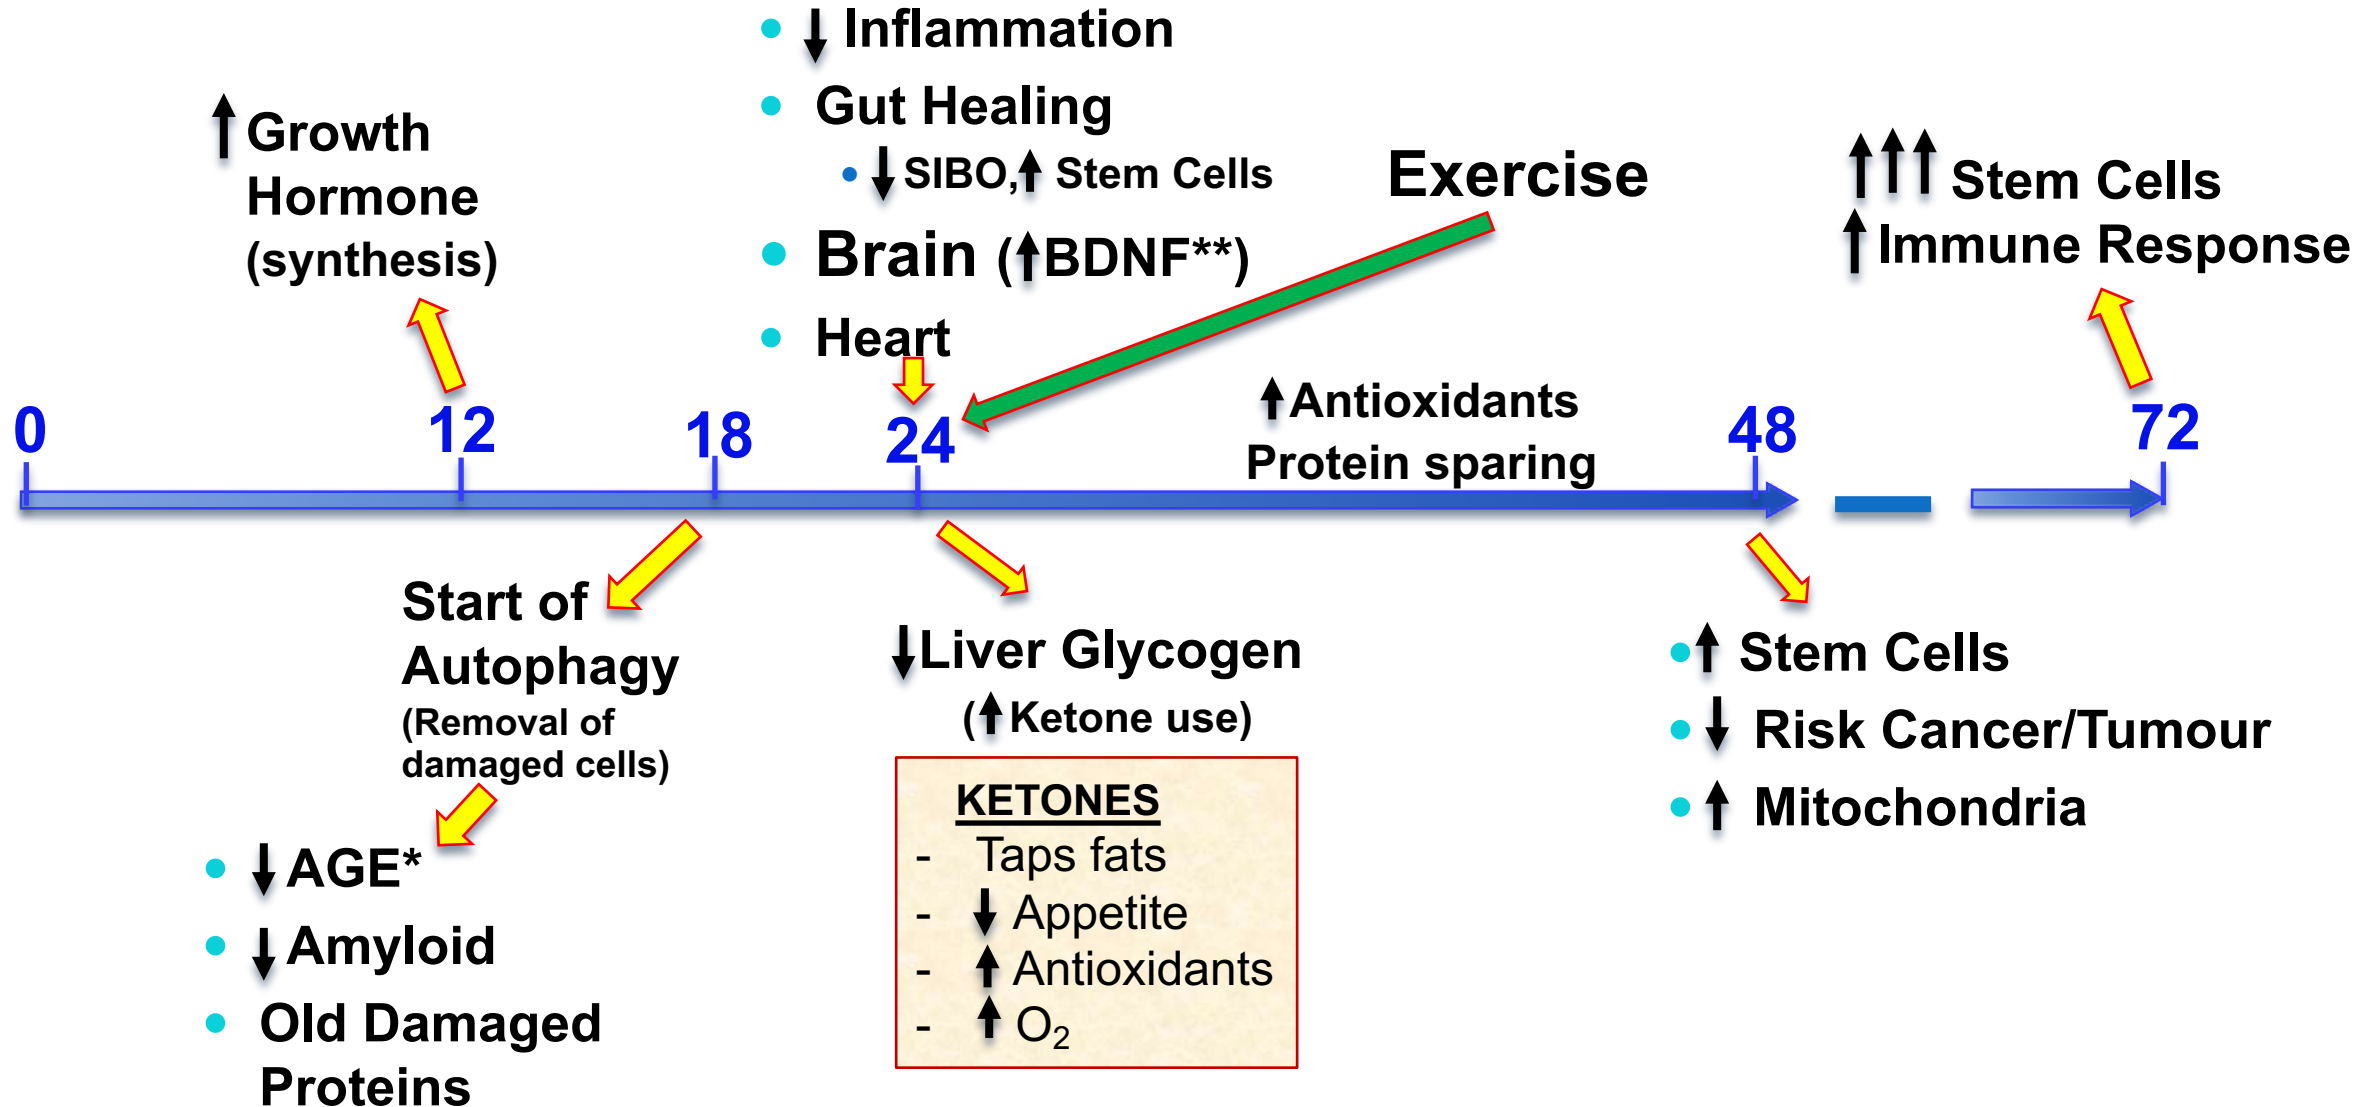 ↓ Inflammation
Gut Healing
↓ SIBO, ↑ Stem Cells
Brain (↑BDNF**)
Heart
↑ Growth
Hormone
(synthesis)
Exercise
↑↑↑ Stem Cells
↑ Immune Response
↑Antioxidants
Protein sparing
0
12
18
24
48
72
Start of
Autophagy
(Removal of
damaged cells)
↓ AGE*
↓ Amyloid
Old Damaged
Proteins
↓Liver Glycogen
(↑Ketone use)
KETONES
- Taps fats
- ↓ Appetite
- ↑ Antioxidants
- ↑ O₂
↑ Stem Cells
↓ Risk Cancer/Tumour
↑ Mitochondria